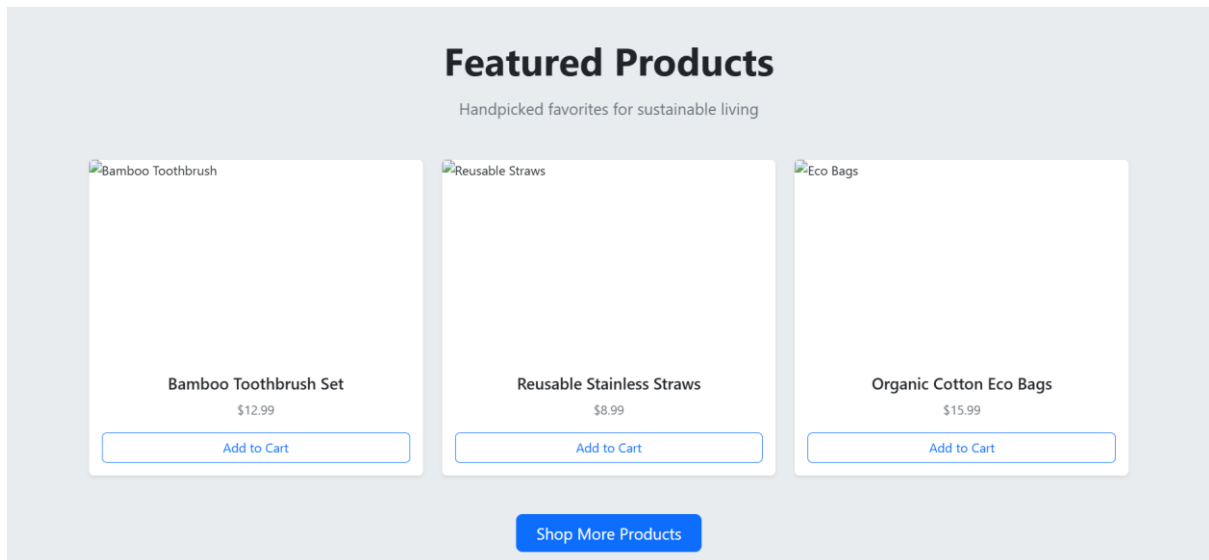 Featured Products
Handpicked favorites for sustainable living
Bamboo Toothbrush
Reusable Straws
Eco Bags
Bamboo Toothbrush Set
$12.99
Add to Cart
Reusable Stainless Straws
$8.99
Add to Cart
Organic Cotton Eco Bags
$15.99
Add to Cart
Shop More Products